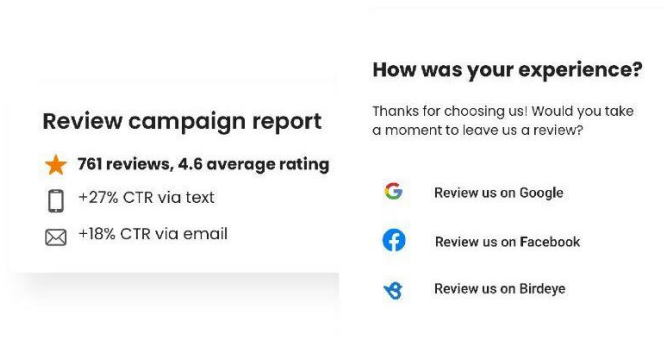 Review campaign report
761 reviews, 4.6 average rating
+27% CTR via text
+18% CTR via email
How was your experience?
Thanks for choosing us! Would you take
a moment to leave us a review?
Review us on Google
Review us on Facebook
Review us on Birdeye